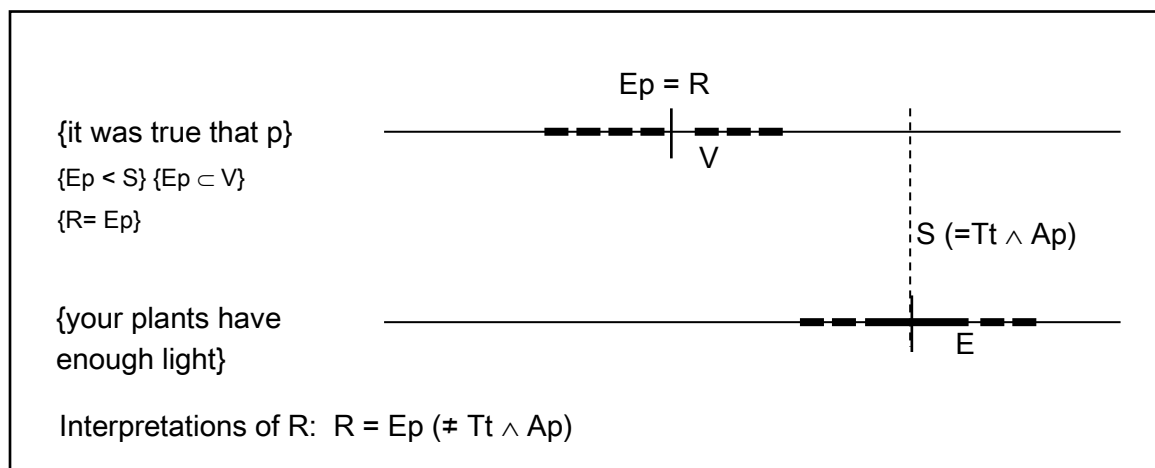 Ep = R
{it was true that p}
V
{Ep < S} {Ep ⊂ V}
{R= Ep}
S (=Tt ∧ Ap)
{your plants have
enough light}
E
Interpretations of R: R = Ep (≠ Tt ∧ Ap)